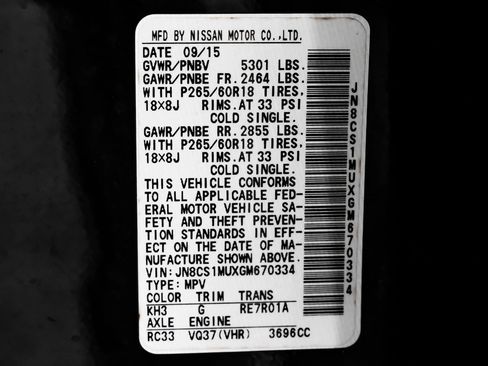 MFD BY NISSAN MOTOR CO.,LTD.
DATE 09/15
GVWR/PNBV 5301 LBS.
GAWR/PNBE FR. 2464 LBS.
WITH P265/60R18 TIRES,
18×8J RIMS.AT 33 PSI
COLD SINGLE.
GAWR/PNBE RR. 2855 LBS.
WITH P265/60R18 TIRES,
18×8J RIMS.AT 33 PSI
COLD SINGLE.
THIS VEHICLE CONFORMS
TO ALL APPLICABLE FED-
ERAL MOTOR VEHICLE SA-
FETY AND THEFT PREVEN-
TION STANDARDS IN EFF-
ECT ON THE DATE OF MA-
NUFACTURE SHOWN ABOVE.
VIN: JN8CS1MUXGM670334
TYPE: MPV
COLOR TRIM TRANS
KH3 G RE7R01A
AXLE ENGINE
RC33 VQ37(VHR) 3696CC
JN8CS1MUXGM670334